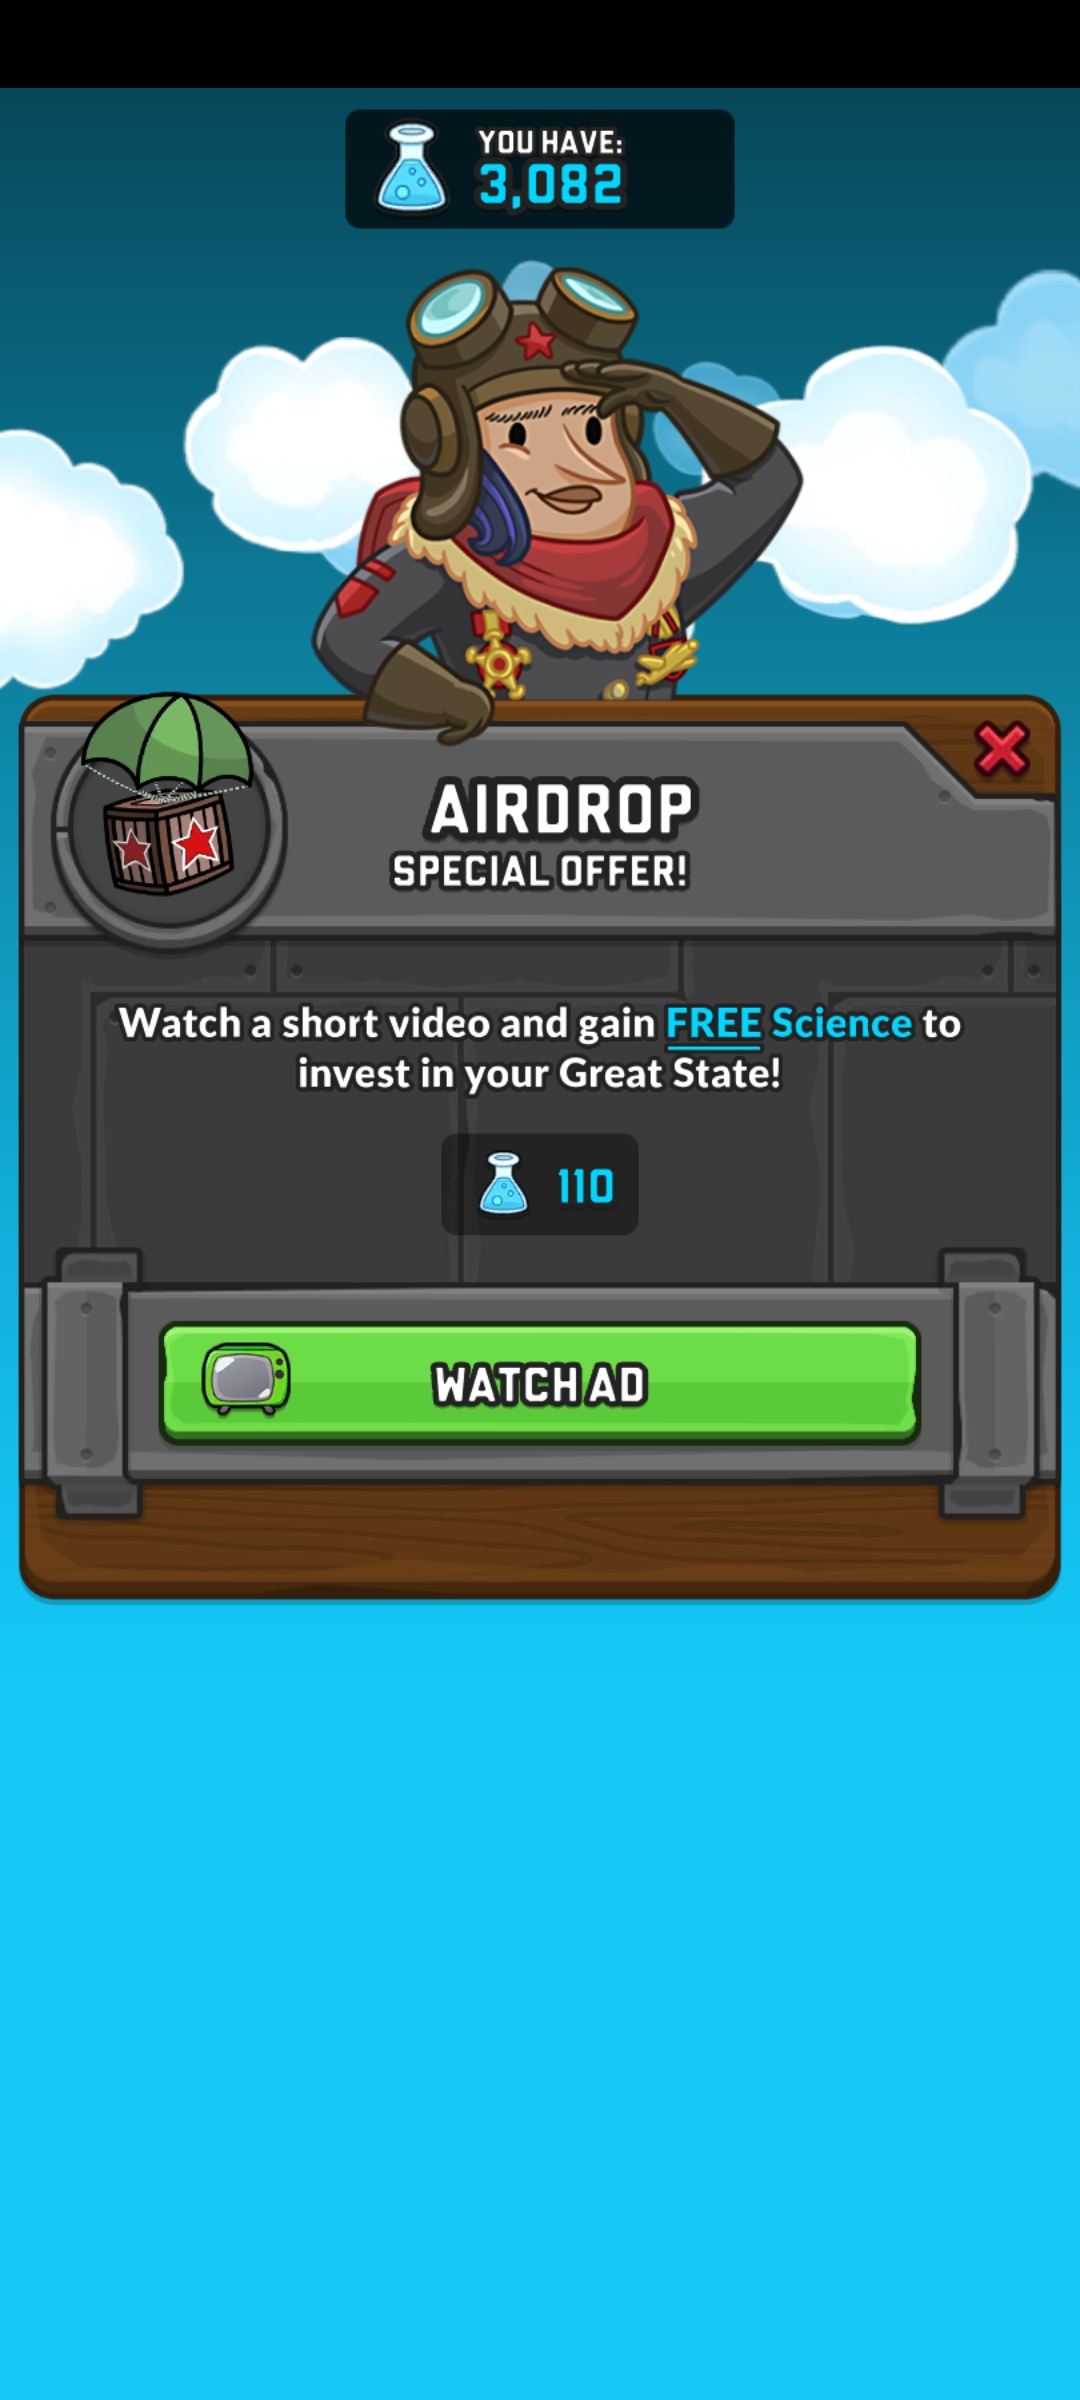 YOU HAVE:
3,082
AIRDROP
SPECIAL OFFER!
Watch a short video and gain FREE Science to
invest in your Great State!
110
WATCH AD